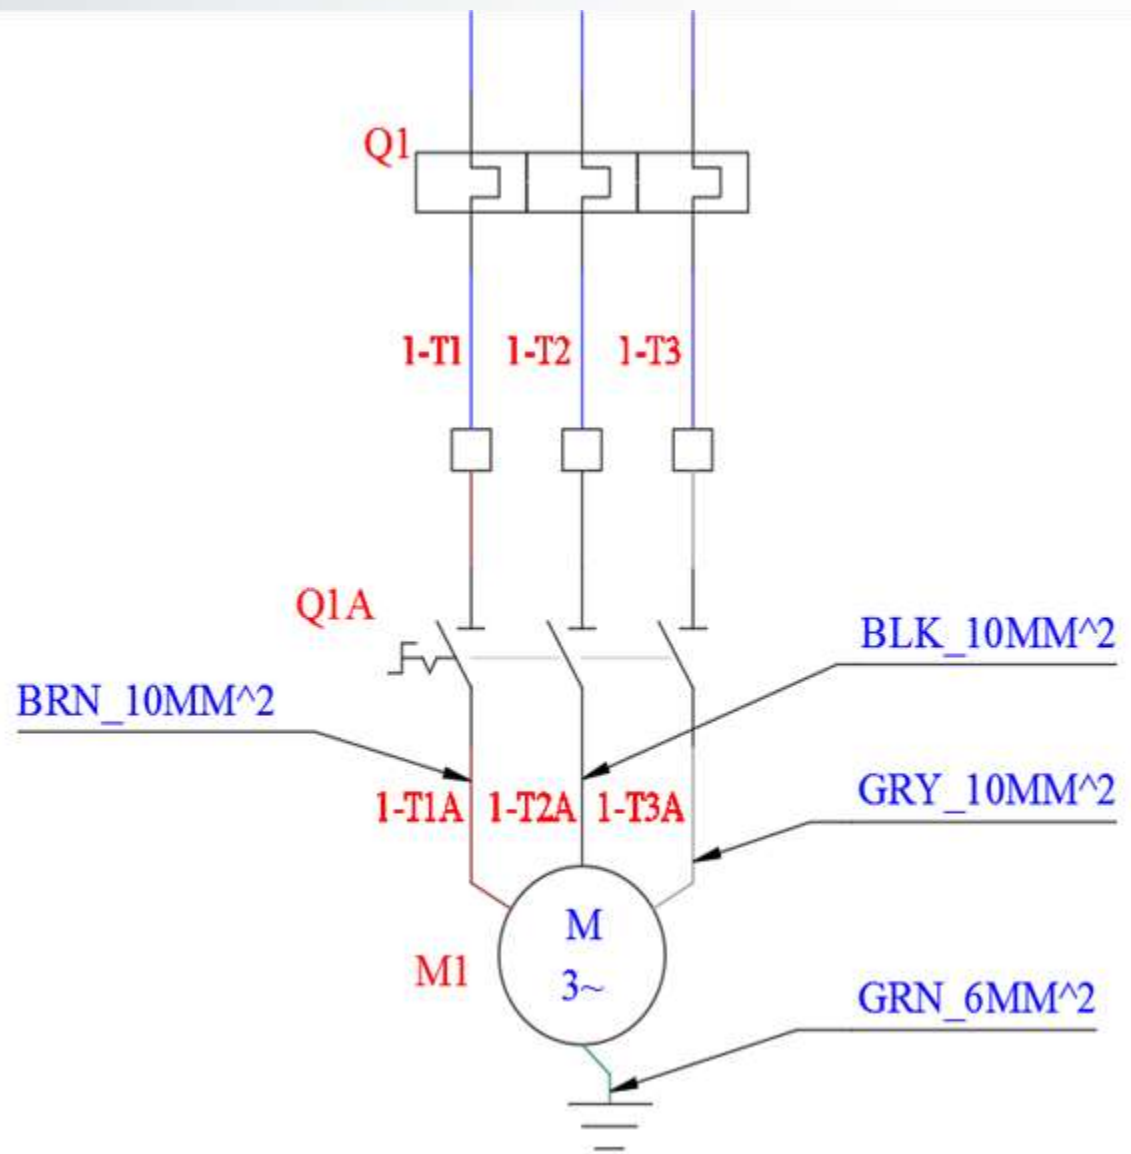 Q1
1-T1
1-T2
1-T3
Q1A
BLK_10MM^2
BRN_10MM^2
GRY_10MM^2
1-T1A
1-T2A
1-T3A
M
3~
M1
GRN_6MM^2